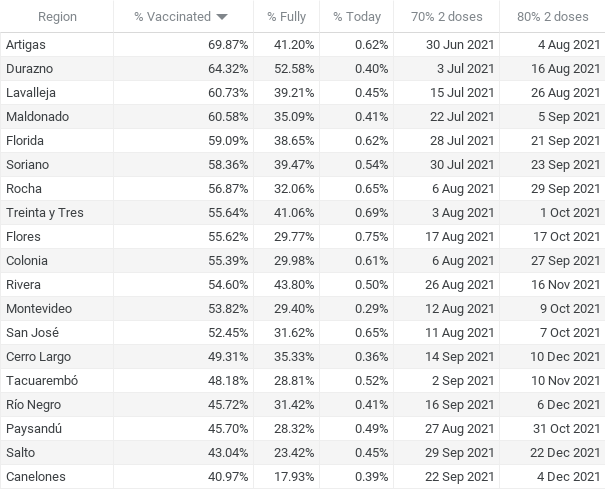 Region % Vaccinated % Fully % Today 70% 2 doses 80% 2 doses
Artigas 69.87% 41.20% 0.62% 30 Jun 2021 4 Aug 2021
Durazno 64.32% 52.58% 0.40% 3 Jul 2021 16 Aug 2021
Lavalleja 60.73% 39.21% 0.45% 15 Jul 2021 26 Aug 2021
Maldonado 60.58% 35.09% 0.41% 22 Jul 2021 5 Sep 2021
Florida 59.09% 38.65% 0.62% 28 Jul 2021 21 Sep 2021
Soriano 58.36% 39.47% 0.54% 30 Jul 2021 23 Sep 2021
Rocha 56.87% 32.06% 0.65% 6 Aug 2021 29 Sep 2021
Treinta y Tres 55.64% 41.06% 0.69% 3 Aug 2021 1 Oct 2021
Flores 55.62% 29.77% 0.75% 17 Aug 2021 17 Oct 2021
Colonia 55.39% 29.98% 0.61% 6 Aug 2021 27 Sep 2021
Rivera 54.60% 43.80% 0.50% 26 Aug 2021 16 Nov 2021
Montevideo 53.82% 29.40% 0.29% 12 Aug 2021 9 Oct 2021
San José 52.45% 31.62% 0.65% 11 Aug 2021 7 Oct 2021
Cerro Largo 49.31% 35.33% 0.36% 14 Sep 2021 10 Dec 2021
Tacuarembó 48.18% 28.81% 0.52% 2 Sep 2021 10 Nov 2021
Río Negro 45.72% 31.42% 0.41% 16 Sep 2021 6 Dec 2021
Paysandú 45.70% 28.32% 0.49% 27 Aug 2021 31 Oct 2021
Salto 43.04% 23.42% 0.45% 29 Sep 2021 22 Dec 2021
Canelones 40.97% 17.93% 0.39% 22 Sep 2021 4 Dec 2021